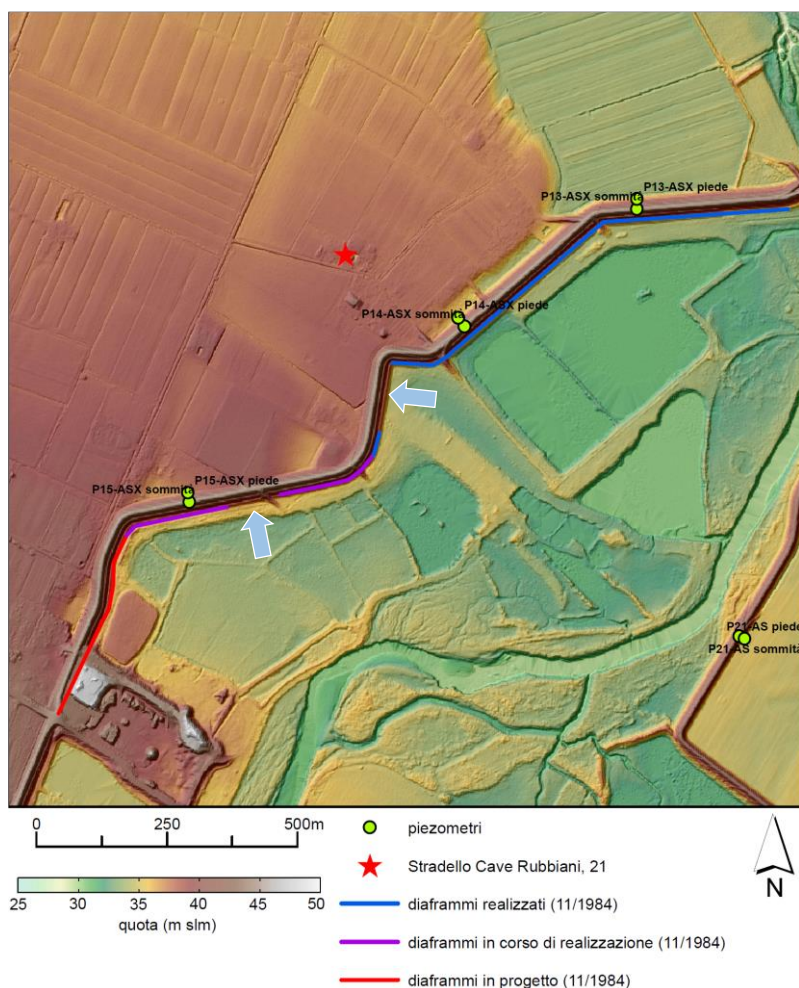 P13-ASX piede
P13-ASX sommità
P14-ASX sommità
P14-ASX piede
P15-ASX piede
P15-ASX sommità
P21-AS piede
P21-AS sommità
0 250 500m
piezometri
Stradello Cave Rubbiani, 21
N
25 30 35 40 45 50
quota (m slm)
diaframmi realizzati (11/1984)
diaframmi in corso di realizzazione (11/1984)
diaframmi in progetto (11/1984)